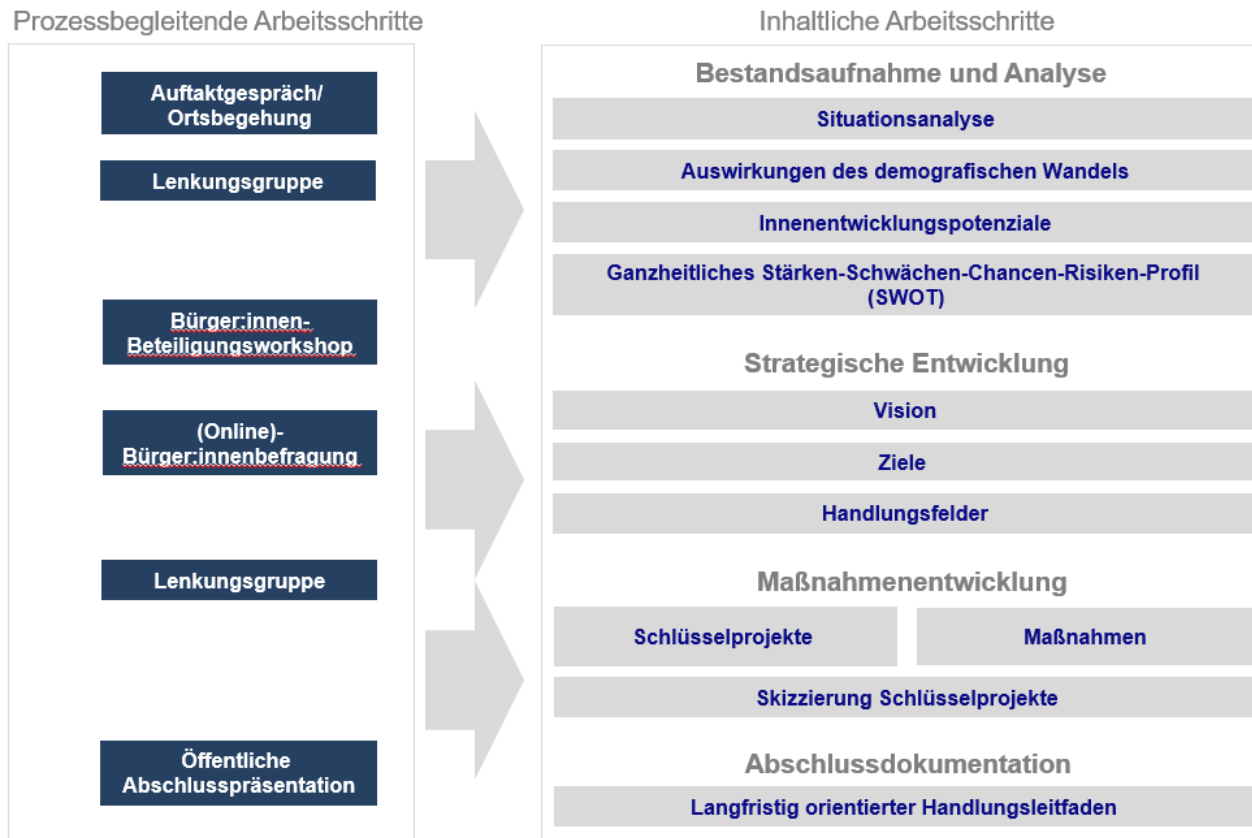 Prozessbegleitende Arbeitsschritte
Auftaktgespräch/
Ortsbegehung
Lenkungsgruppe
Bürger:innen-
Beteiligungsworkshop
(Online)-
Bürger:innenbefragung
Lenkungsgruppe
Öffentliche
Abschlusspräsentation
Inhaltliche Arbeitsschritte
Bestandsaufnahme und Analyse
Situationsanalyse
Auswirkungen des demografischen Wandels
Innenentwicklungspotenziale
Ganzheitliches Stärken-Schwächen-Chancen-Risiken-Profil
(SWOT)
Strategische Entwicklung
Vision
Ziele
Handlungsfelder
Maßnahmenentwicklung
Schlüsselprojekte
Maßnahmen
Skizzierung Schlüsselprojekte
Abschlussdokumentation
Langfristig orientierter Handlungsleitfaden